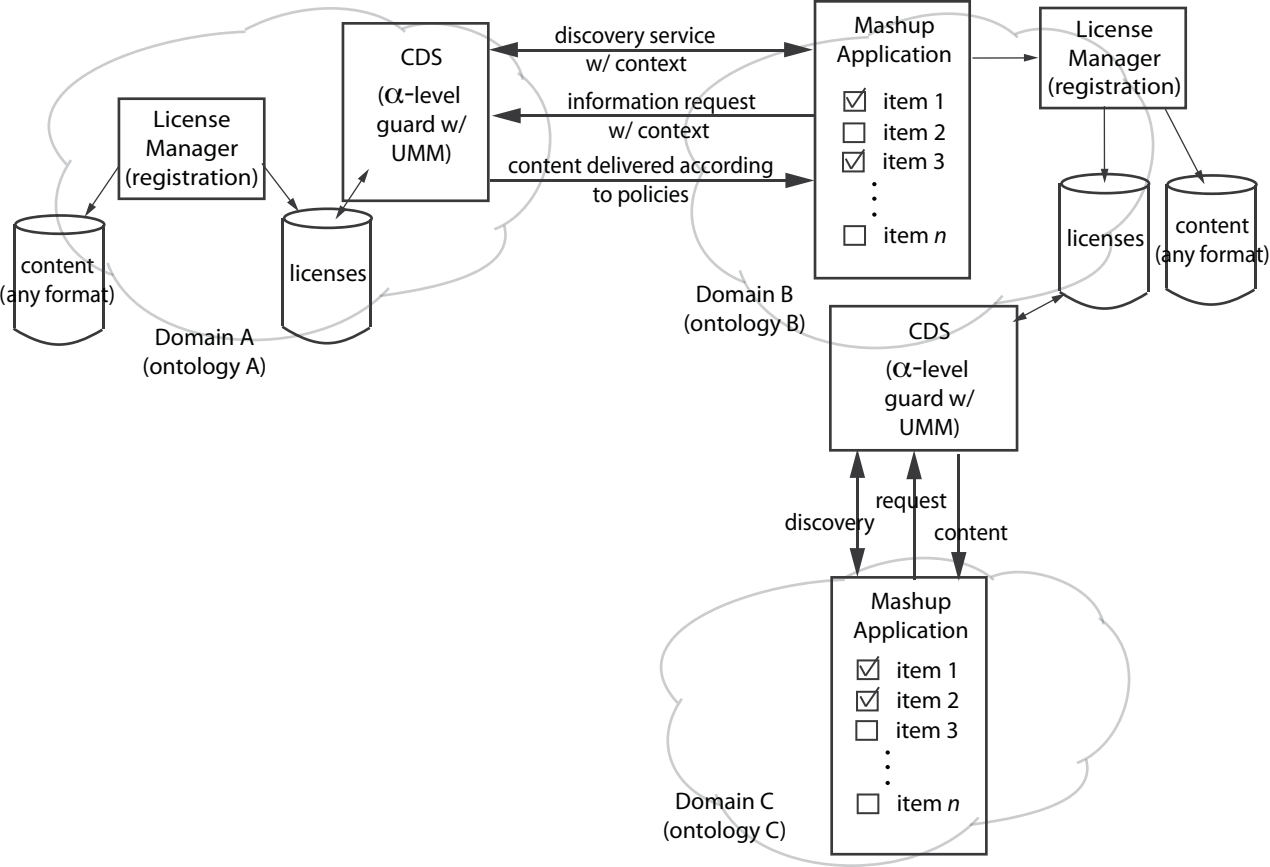 CDS
(α-level
guard w/
UMM)
License
Manager
(registration)
content
(any format)
licenses
Domain A
(ontology A)
discovery service
w/ context
information request
w/ context
content delivered according
to policies
Mashup
Application
item 1
item 2
item 3
item n
License
Manager
(registration)
licenses
content
(any format)
Domain B
(ontology B)
CDS
(α-level
guard w/
UMM)
discovery
request
content
Mashup
Application
item 1
item 2
item 3
item n
Domain C
(ontology C)